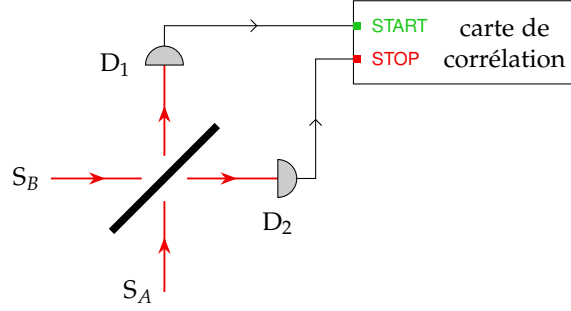 START
STOP
carte de
corrélation
D1
SB
D2
SA